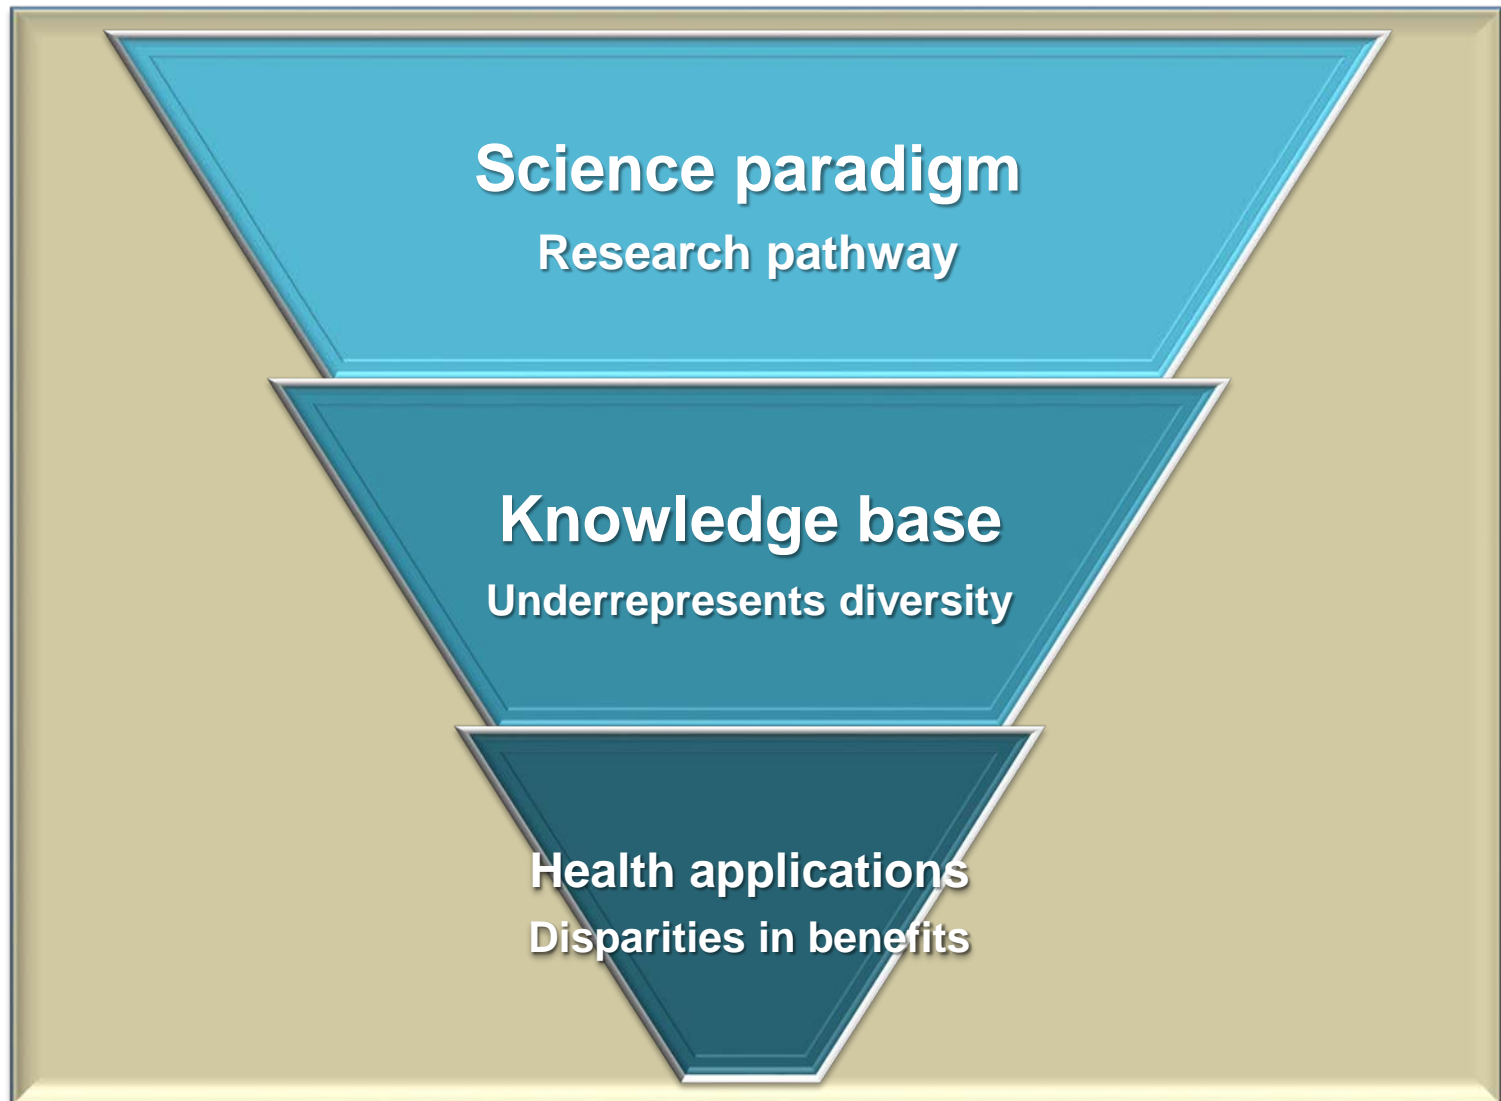 Science paradigm
Research pathway
Knowledge base
Underrepresents diversity
Health applications
Disparities in benefits